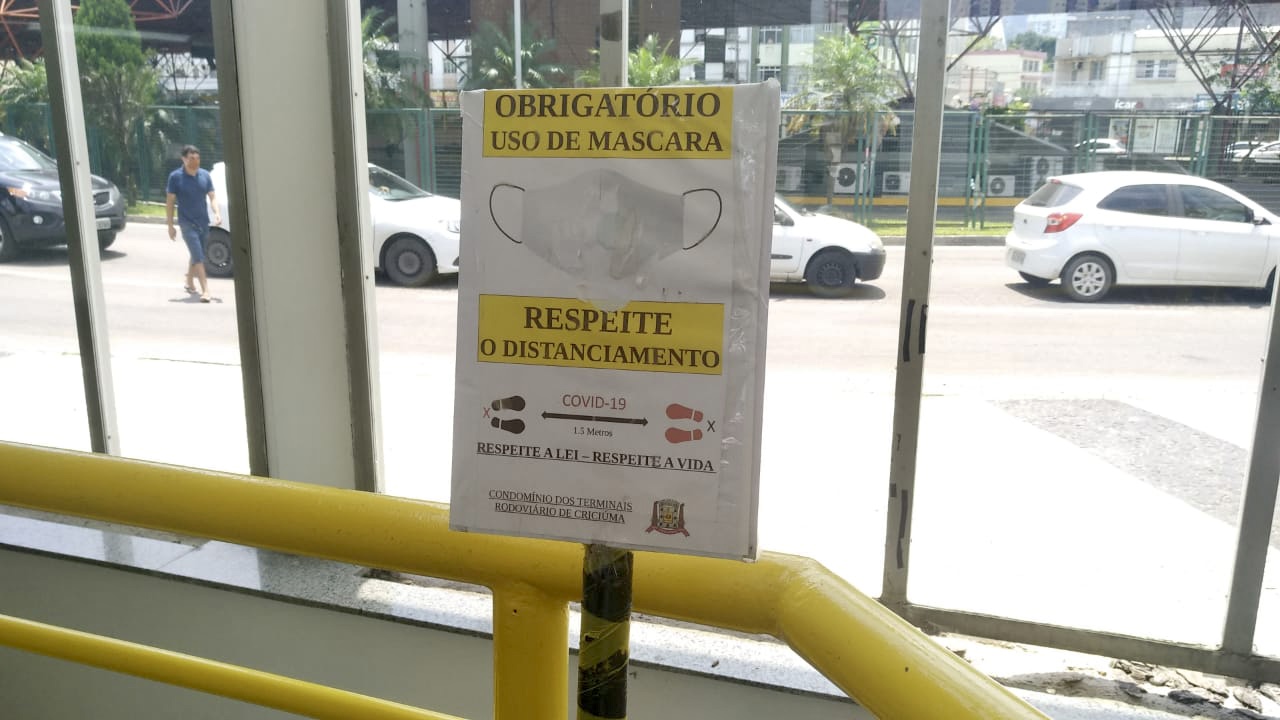 OBRIGATÓRIO
USO DE MASCARA
RESPEITE
O DISTANCIAMENTO
COVID-19
X
X
1.5 Metros
RESPEITE A LEI – RESPEITE A VIDA
CONDOMÍNIO DOS TERMINAIS
RODOVIÁRIO DE CRICIÚMA
icar